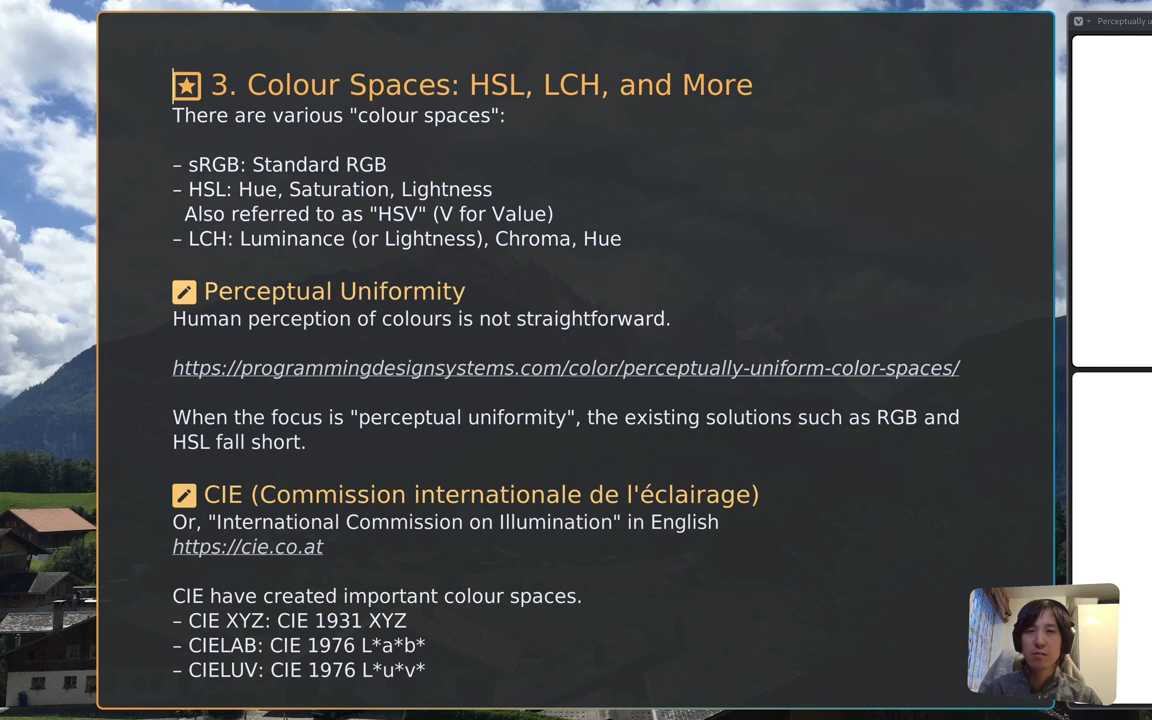 3. Colour Spaces: HSL, LCH, and More
There are various "colour spaces":
– sRGB: Standard RGB
– HSL: Hue, Saturation, Lightness
Also referred to as "HSV" (V for Value)
– LCH: Luminance (or Lightness), Chroma, Hue
Perceptual Uniformity
Human perception of colours is not straightforward.
https://programmingdesignsystems.com/color/perceptually-uniform-color-spaces/
When the focus is "perceptual uniformity", the existing solutions such as RGB and
HSL fall short.
CIE (Commission internationale de l'éclairage)
Or, "International Commission on Illumination" in English
https://cie.co.at
CIE have created important colour spaces.
– CIE XYZ: CIE 1931 XYZ
– CIELAB: CIE 1976 L*a*b*
– CIELUV: CIE 1976 L*u*v*
Perceptually